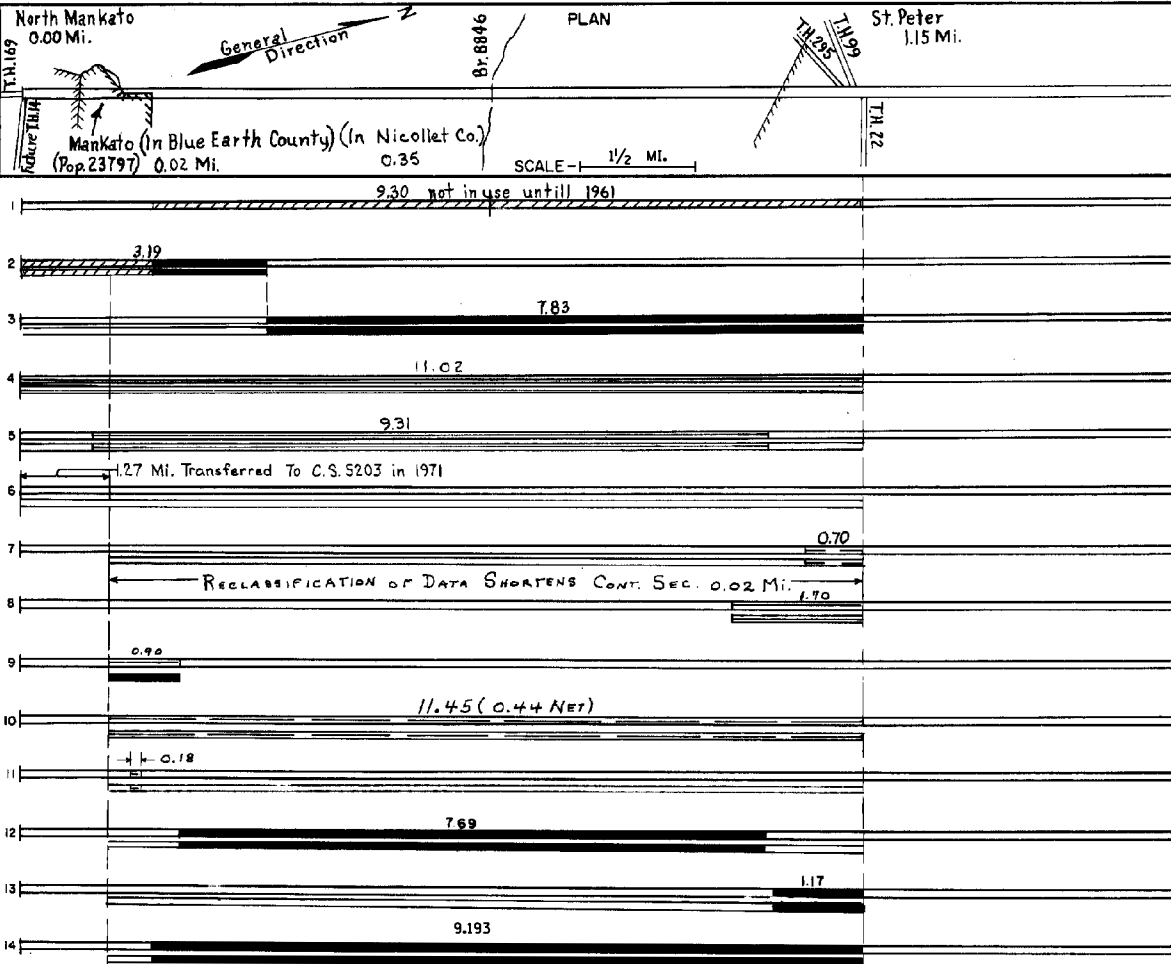 North Mankato
0.00 Mi.
T.H.169
General
Direction
N
Br. 8846
PLAN
T.H.295
T.H.99
St. Peter
1.15 Mi.
Future T.H.14
Mankato (In Blue Earth County) (In Nicollet Co.)
(Pop. 23797) 0.02 Mi.
0.35
SCALE - 1 1/2 MI.
T.H. 22
1
9.30 not in use untill 1961
2
3.19
3
7.83
4
11.02
5
9.31
1.27 Mi. Transferred To C.S. 5203 in 1971
6
7
0.70
RECLASSIFICATION OF DATA SHORTENS CONT. SEC. 0.02 Mi.
8
1.70
9
0.90
10
11.45 (0.44 NET)
11
0.18
12
7.69
13
1.17
14
9.193